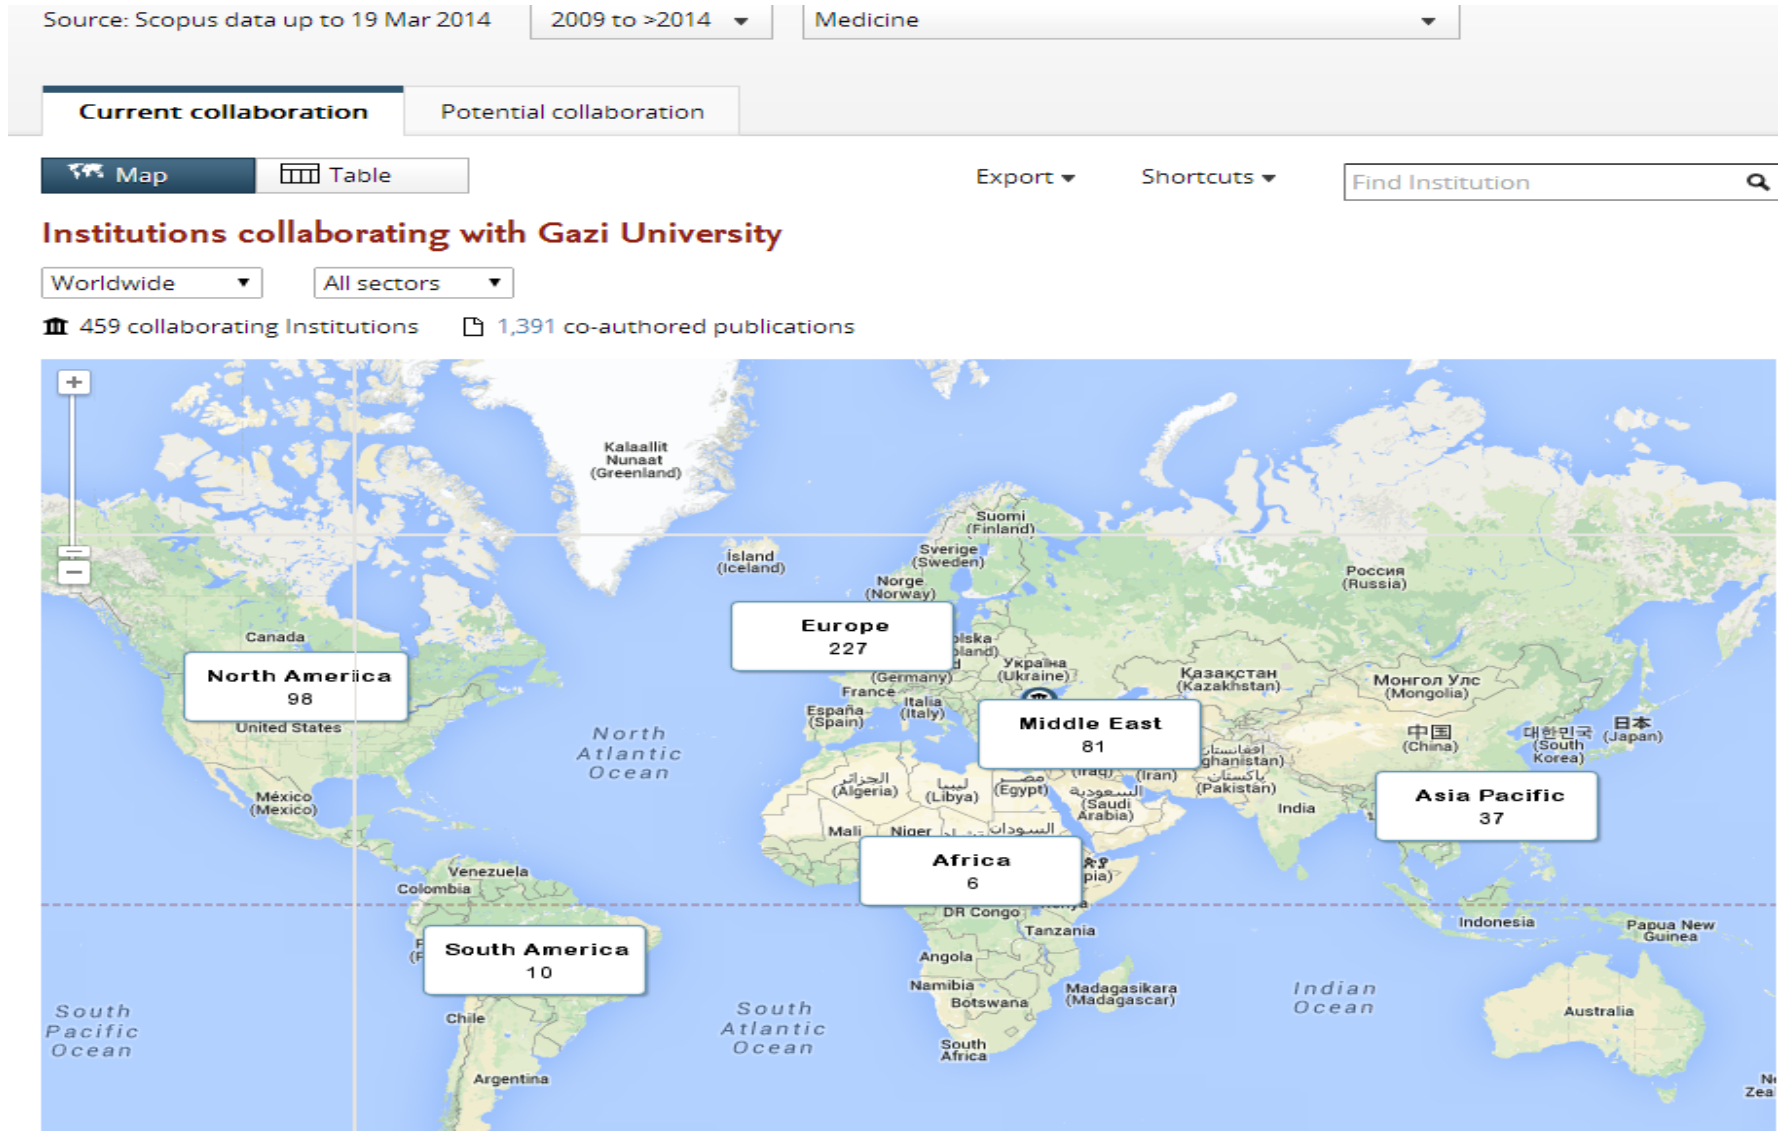 Source: Scopus data up to 19 Mar 2014
2009 to >2014
Medicine
Current collaboration
Potential collaboration
Map
Table
Export
Shortcuts
Find Institution
Institutions collaborating with Gazi University
Worldwide
All sectors
459 collaborating Institutions
1,391 co-authored publications
+
Kalaallit
Nunaat
(Greenland)
Suomi
(Finland)
Ísland
(Iceland)
Sverige
(Sweden)
Norge
(Norway)
Россия
(Russia)
−
Canada
Europe
227
Україна
(Ukraine)
(Germany)
France
Italia
(Italy)
España
(Spain)
Қазақстан
(Kazakhstan)
Монгол Улс
(Mongolia)
North America
98
United States
North
Atlantic
Ocean
Middle East
81
中国
(China)
대한민국
(South
Korea)
日本
(Japan)
México
(Mexico)
الجزائر
(Algeria)
ليبيا
(Libya)
مصر
(Egypt)
(Iraq)
(Iran)
السعودية
(Saudi
Arabia)
افغانستان
پاکستان
(Pakistan)
India
Asia Pacific
37
Mali
Niger
السودان
Africa
6
Venezuela
Colombia
DR Congo
Tanzania
Indonesia
Papua New
Guinea
South America
10
Angola
Namibia
Botswana
Madagasikara
(Madagascar)
Indian
Ocean
Australia
South
Pacific
Ocean
Chile
South
Atlantic
Ocean
South
Africa
Argentina